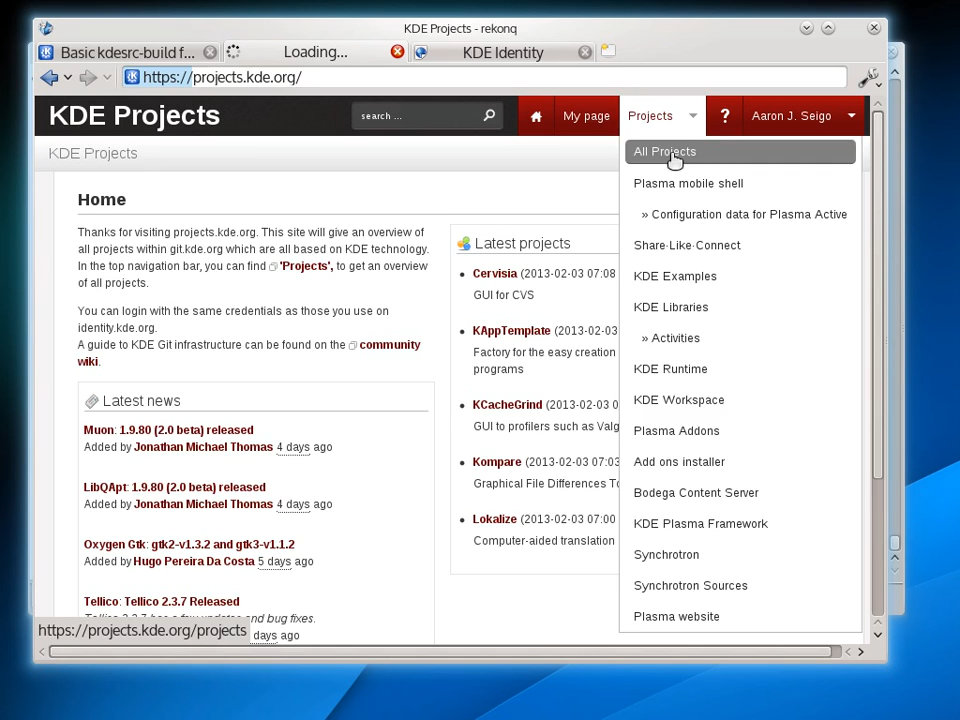 KDE Projects - rekonq
Basic kdesrc-build f...
Loading...
KDE Identity
https://projects.kde.org/
KDE Projects
search ...
My page
Projects
?
Aaron J. Seigo
KDE Projects
All Projects
Plasma mobile shell
» Configuration data for Plasma Active
Share-Like-Connect
KDE Examples
KDE Libraries
» Activities
KDE Runtime
KDE Workspace
Plasma Addons
Add ons installer
Bodega Content Server
KDE Plasma Framework
Synchrotron
Synchrotron Sources
Plasma website
Home
Thanks for visiting projects.kde.org. This site will give an overview of
all projects within git.kde.org which are all based on KDE technology.
In the top navigation bar, you can find 'Projects', to get an overview
of all projects.
You can login with the same credentials as those you use on
identity.kde.org.
A guide to KDE Git infrastructure can be found on the community
wiki.
Latest news
Muon: 1.9.80 (2.0 beta) released
Added by Jonathan Michael Thomas 4 days ago
LibQApt: 1.9.80 (2.0 beta) released
Added by Jonathan Michael Thomas 4 days ago
Oxygen Gtk: gtk2-v1.3.2 and gtk3-v1.1.2
Added by Hugo Pereira Da Costa 5 days ago
Tellico: Tellico 2.3.7 Released
Tellico 2.3.7 has a few updates and bug fixes.
days ago
Latest projects
Cervisia (2013-02-03 07:08
GUI for CVS
KAppTemplate (2013-02-03
Factory for the easy creation
programs
KCacheGrind (2013-02-03 0
GUI to profilers such as Valg
Kompare (2013-02-03 07:03
Graphical File Differences To
Lokalize (2013-02-03 07:00
Computer-aided translation
https://projects.kde.org/projects